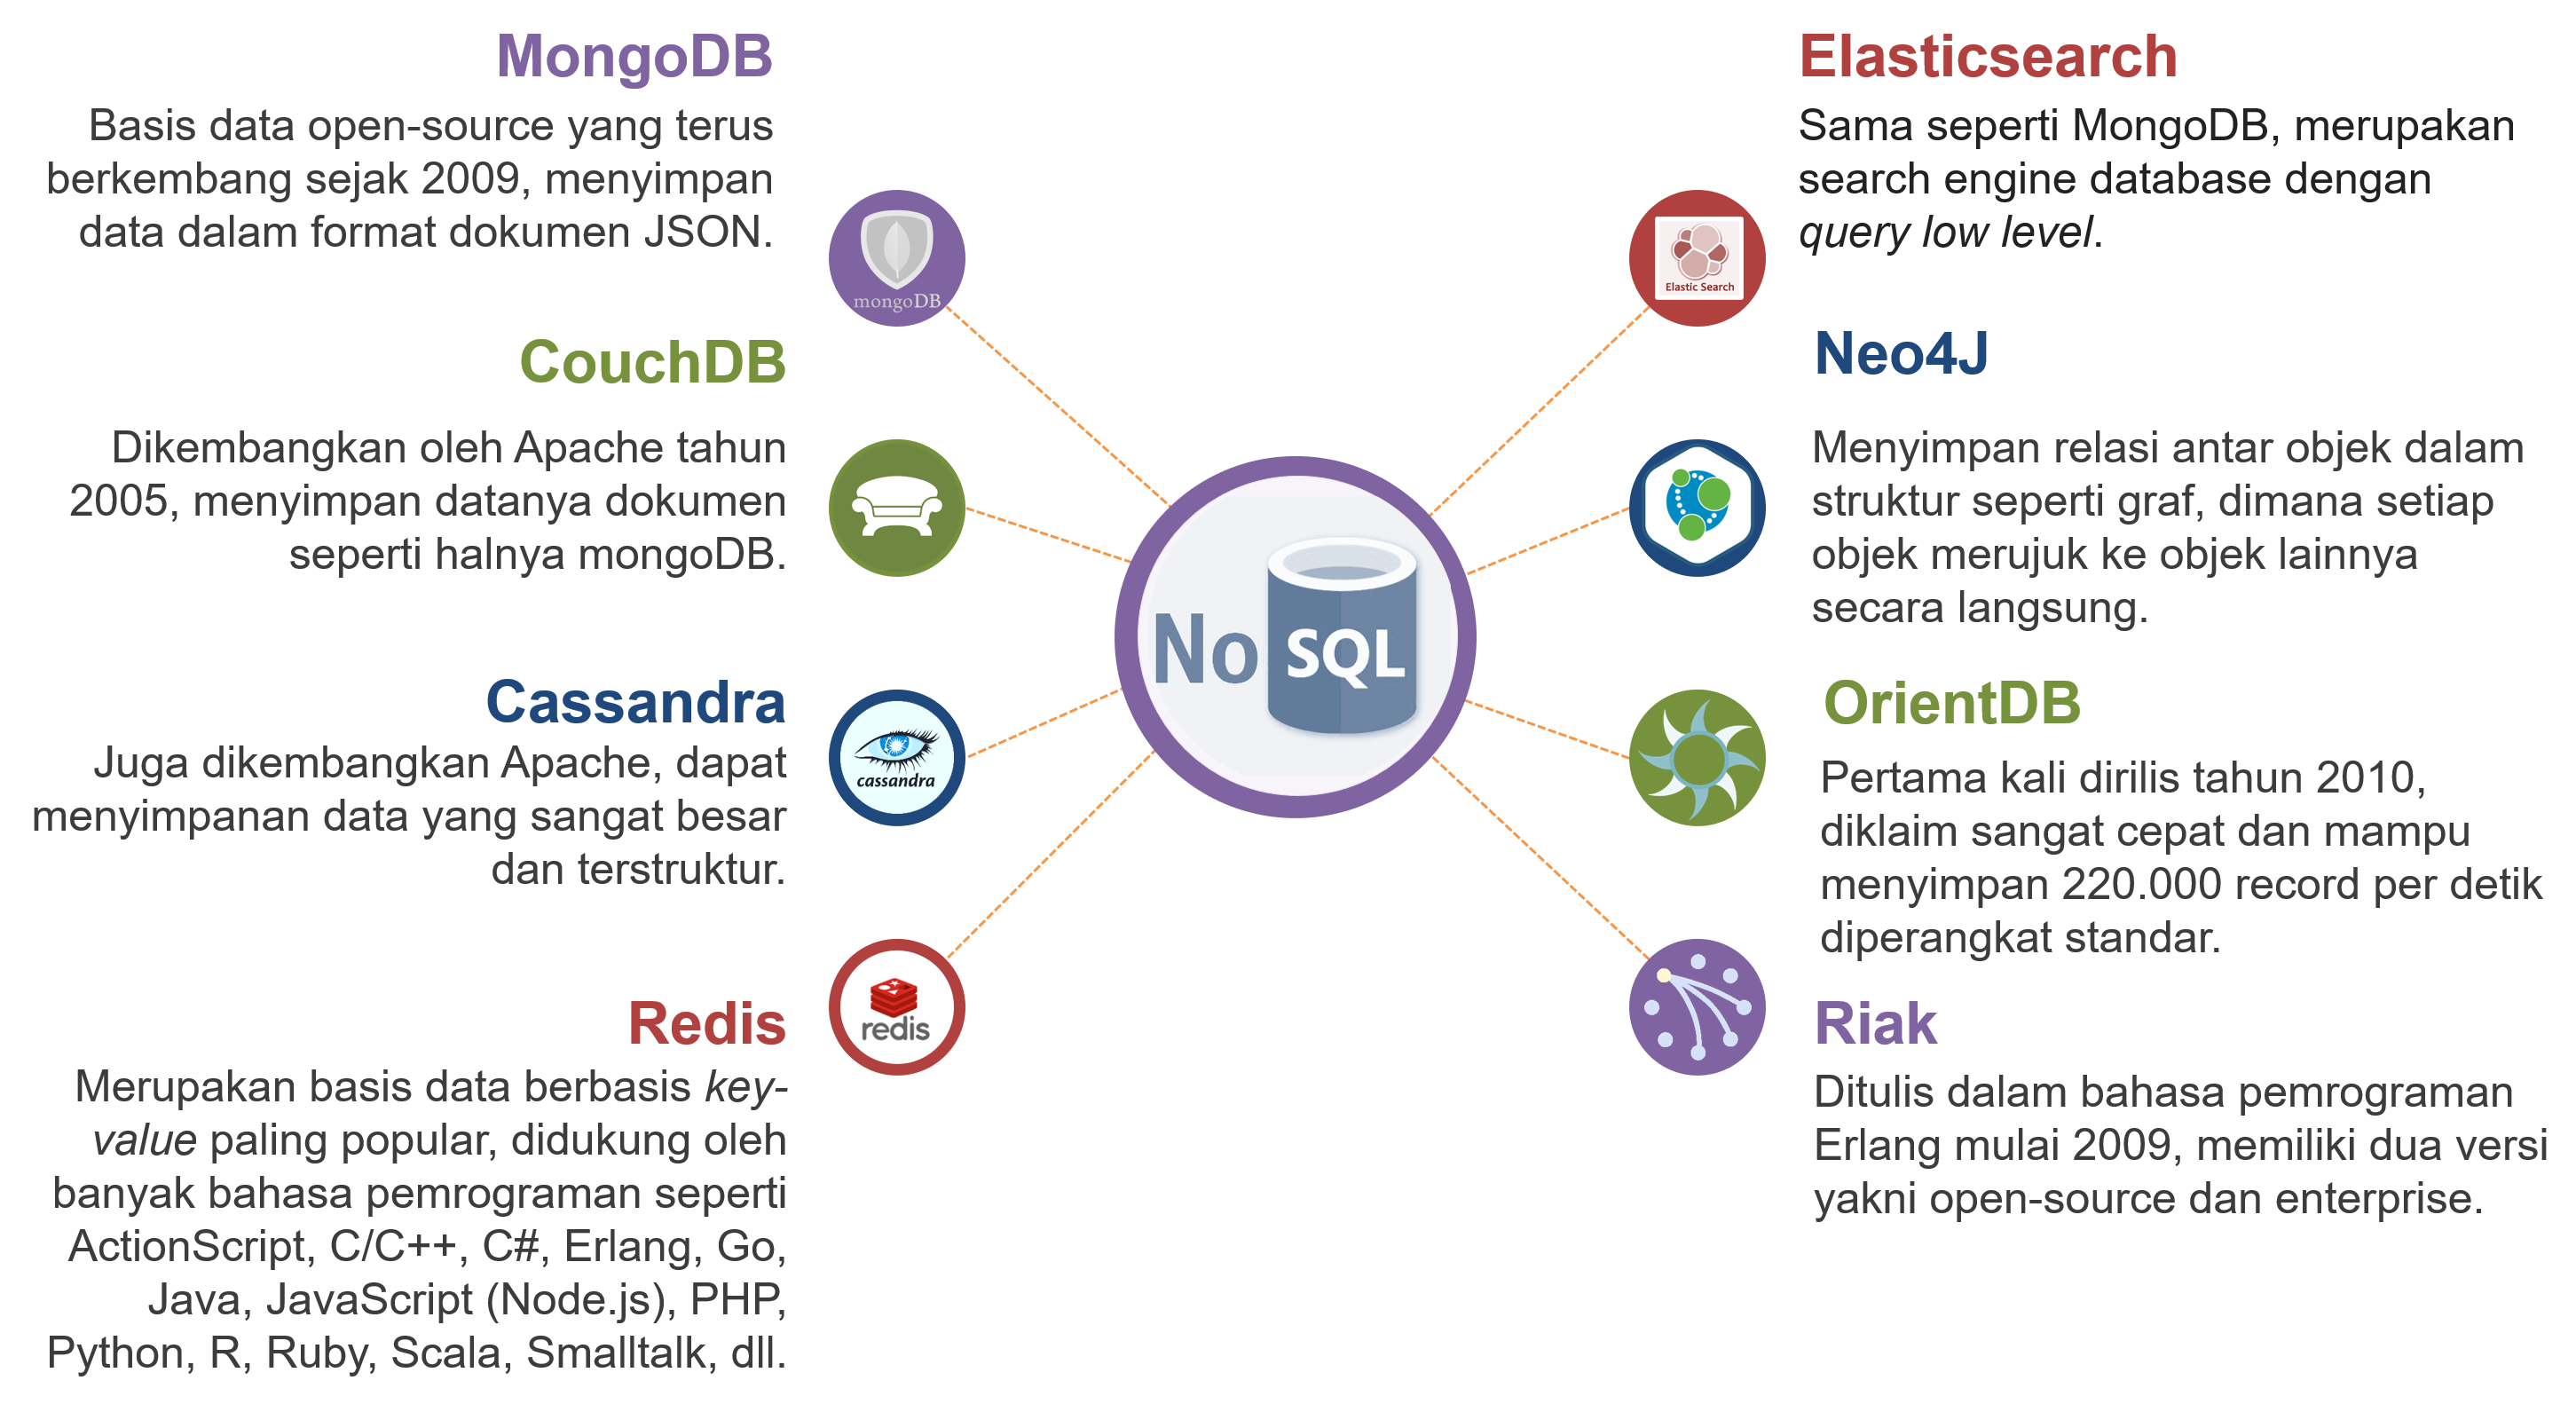 MongoDB
Basis data open-source yang terus
berkembang sejak 2009, menyimpan
data dalam format dokumen JSON.
mongoDB
CouchDB
Dikembangkan oleh Apache tahun
2005, menyimpan datanya dokumen
seperti halnya mongoDB.
Cassandra
Juga dikembangkan Apache, dapat
menyimpanan data yang sangat besar
dan terstruktur.
cassandra
Redis
Merupakan basis data berbasis key-
value paling popular, didukung oleh
banyak bahasa pemrograman seperti
ActionScript, C/C++, C#, Erlang, Go,
Java, JavaScript (Node.js), PHP,
Python, R, Ruby, Scala, Smalltalk, dll.
redis
No SQL
Elasticsearch
Sama seperti MongoDB, merupakan
search engine database dengan
query low level.
Elastic Search
Neo4J
Menyimpan relasi antar objek dalam
struktur seperti graf, dimana setiap
objek merujuk ke objek lainnya
secara langsung.
OrientDB
Pertama kali dirilis tahun 2010,
diklaim sangat cepat dan mampu
menyimpan 220.000 record per detik
diperangkat standar.
Riak
Ditulis dalam bahasa pemrograman
Erlang mulai 2009, memiliki dua versi
yakni open-source dan enterprise.